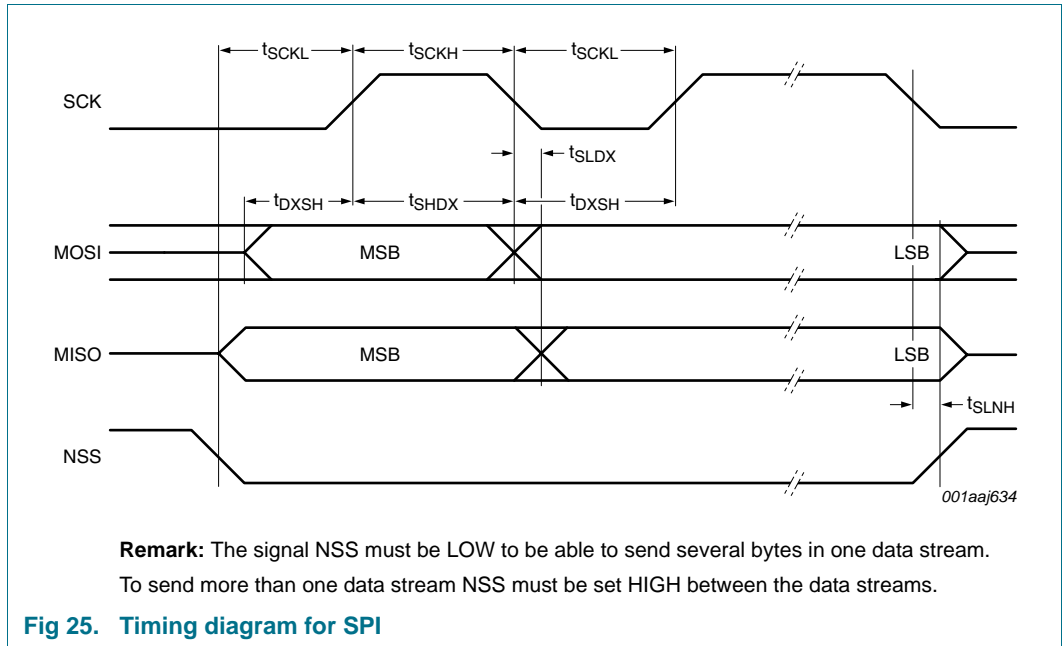 tSCKL tSCKH tSCKL
SCK
tSLDX
tDXSH tSHDX tDXSH
MOSI MSB LSB
MISO MSB LSB
tSLNH
NSS
001aaj634
Remark: The signal NSS must be LOW to be able to send several bytes in one data stream.
To send more than one data stream NSS must be set HIGH between the data streams.
Fig 25. Timing diagram for SPI